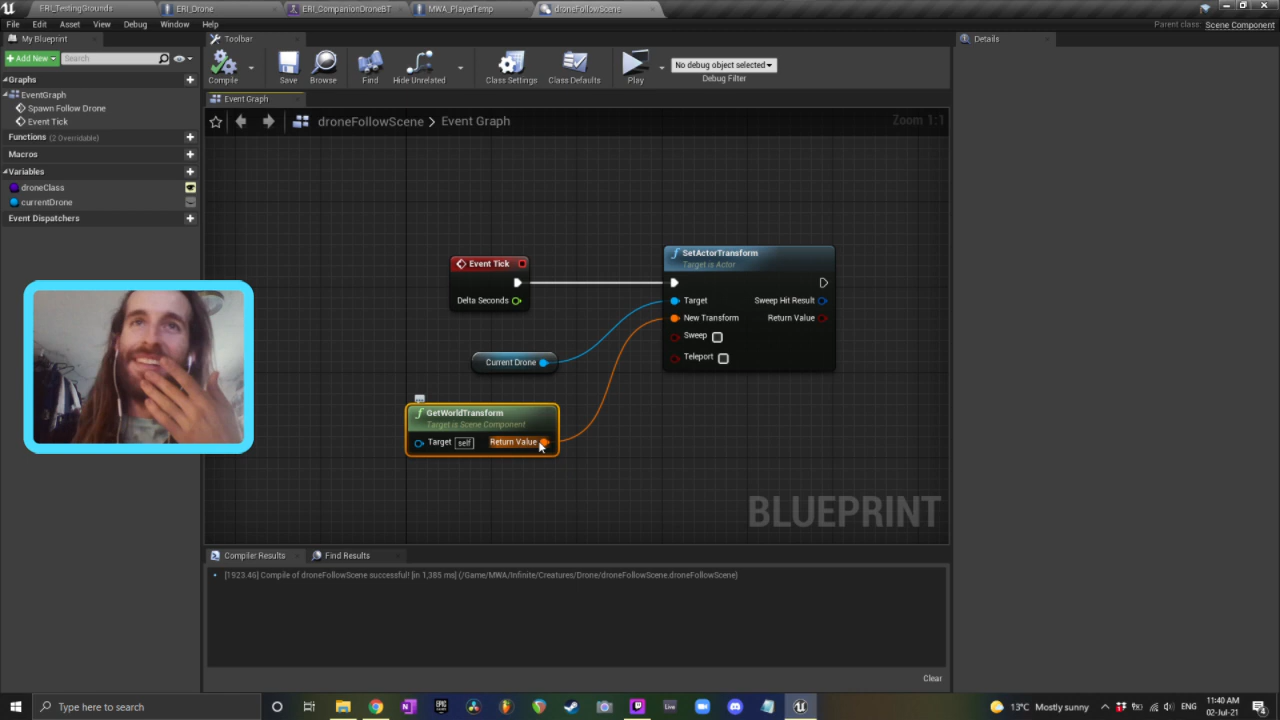 ERI_TestingGrounds
ERI_Drone
ERI_CompanionDroneBT
MWA_PlayerTemp
droneFollowScene
File Edit Asset View Debug Window Help
Parent class: Scene Component
My Blueprint
Toolbar
Details
+Add New
Search
Compile
Save
Browse
Find
Hide Unrelated
Class Settings
Class Defaults
Play
No debug object selected
Debug Filter
Graphs
EventGraph
Spawn Follow Drone
Event Tick
Functions (2 Overridable)
Macros
Variables
droneClass
currentDrone
Event Dispatchers
Event Graph
droneFollowScene > Event Graph
Zoom 1:1
Event Tick
Delta Seconds
SetActorTransform
Target is Actor
Target
Sweep Hit Result
New Transform
Return Value
Sweep
Teleport
Current Drone
GetWorldTransform
Target is Scene Component
Target self Return Value
BLUEPRINT
Compiler Results
Find Results
[1923.46] Compile of droneFollowScene successful! [in 1,385 ms] (/Game/MWA/Infinite/Creatures/Drone/droneFollowScene.droneFollowScene)
Clear
Type here to search
EPIC
Live
13°C Mostly sunny
ENG
11:40 AM
02-Jul-21